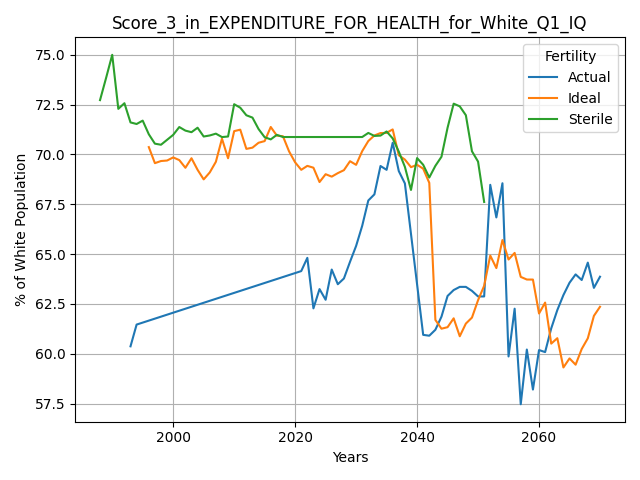 Score_3_in_EXPENDITURE_FOR_HEALTH_for_White_Q1_IQ
Fertility
Actual
Ideal
Sterile
% of White Population
75.0
72.5
70.0
67.5
65.0
62.5
60.0
57.5
2000
2020
2040
2060
Years